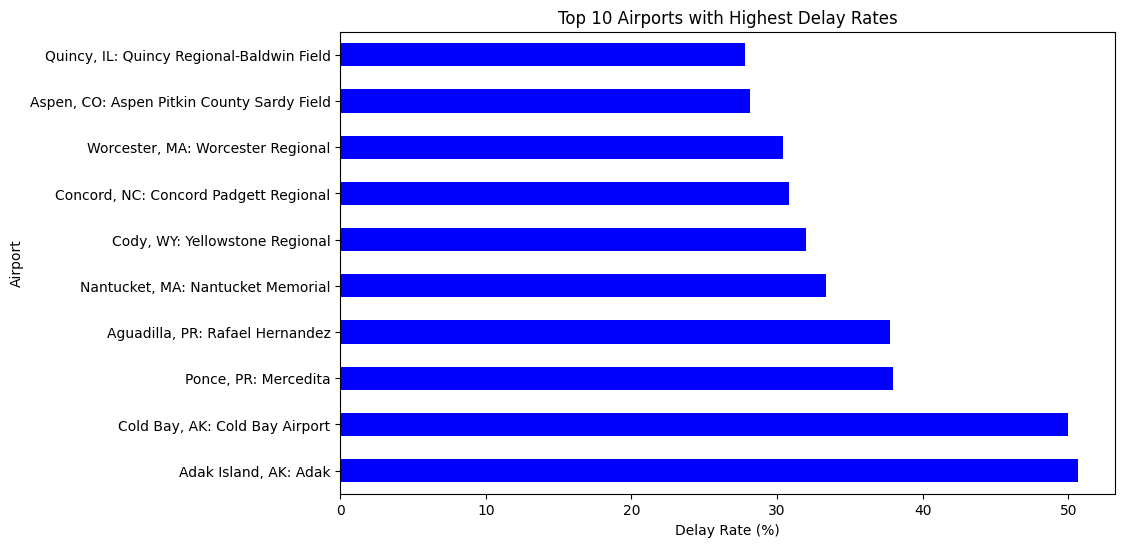 Top 10 Airports with Highest Delay Rates
Airport
Quincy, IL: Quincy Regional-Baldwin Field
Aspen, CO: Aspen Pitkin County Sardy Field
Worcester, MA: Worcester Regional
Concord, NC: Concord Padgett Regional
Cody, WY: Yellowstone Regional
Nantucket, MA: Nantucket Memorial
Aguadilla, PR: Rafael Hernandez
Ponce, PR: Mercedita
Cold Bay, AK: Cold Bay Airport
Adak Island, AK: Adak
0 10 20 30 40 50
Delay Rate (%)